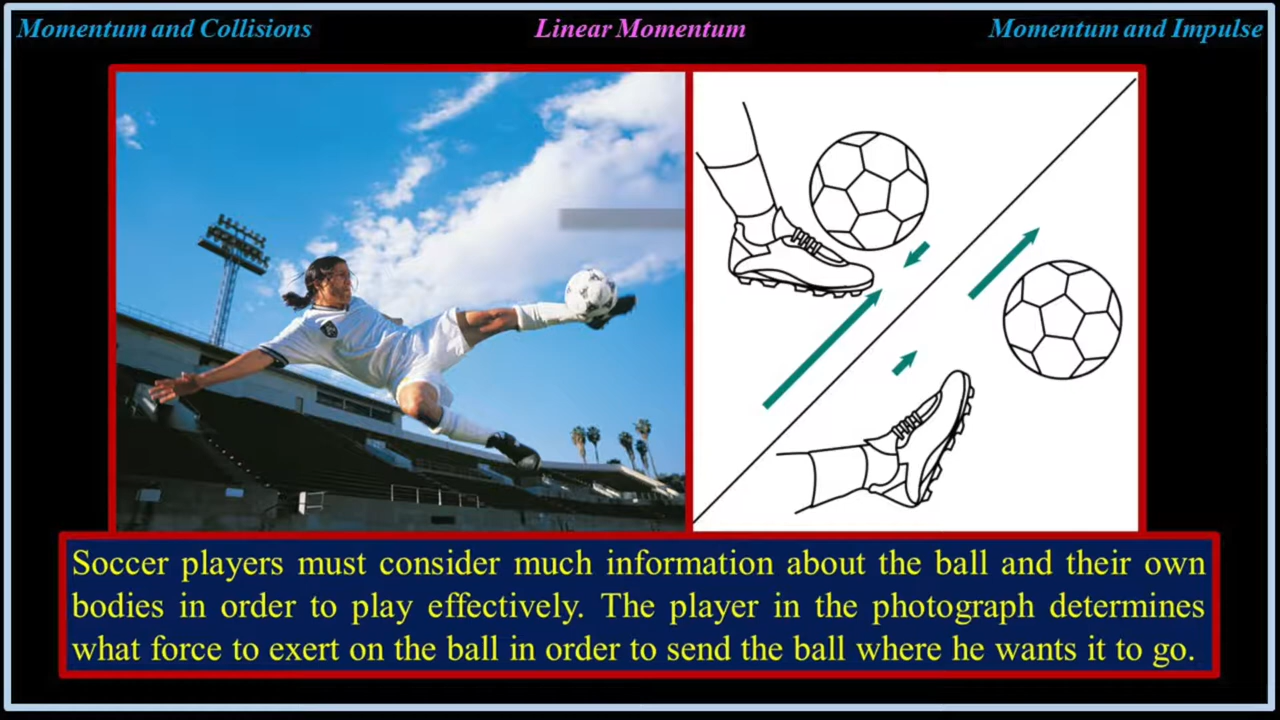 Momentum and Collisions
Linear Momentum
Momentum and Impulse
Soccer players must consider much information about the ball and their own
bodies in order to play effectively. The player in the photograph determines
what force to exert on the ball in order to send the ball where he wants it to go.